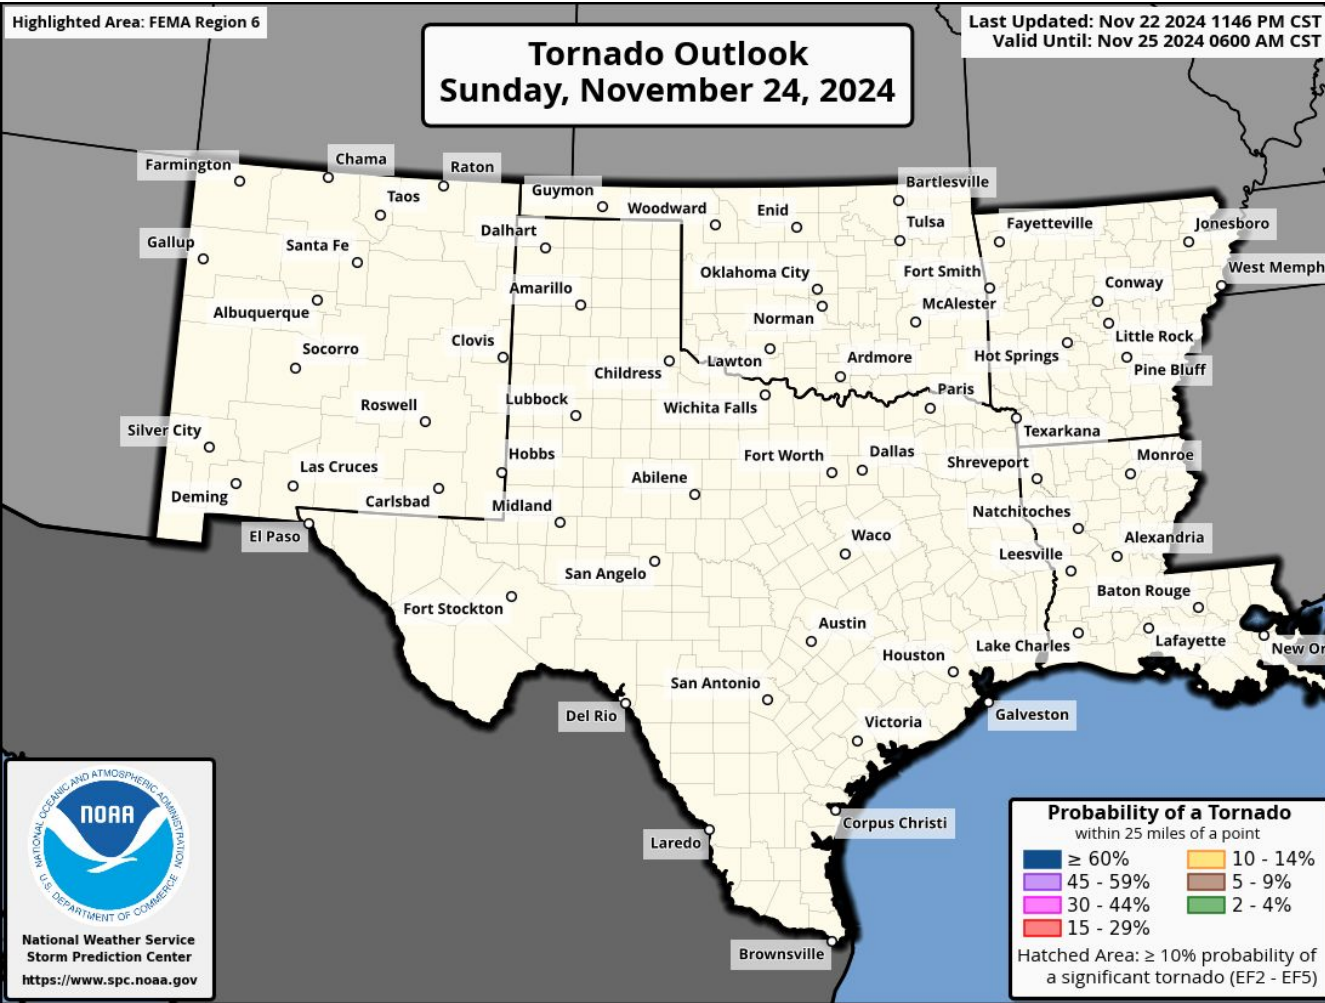 Highlighted Area: FEMA Region 6
Last Updated: Nov 22 2024 1146 PM CST
Valid Until: Nov 25 2024 0600 AM CST
Tornado Outlook
Sunday, November 24, 2024
Farmington
Chama
Raton
Taos
Guymon
Woodward
Enid
Bartlesville
Tulsa
Fayetteville
Jonesboro
Gallup
Santa Fe
Dalhart
Oklahoma City
Fort Smith
West Memph
Albuquerque
Amarillo
Norman
McAlester
Conway
Socorro
Clovis
Childress
Lawton
Ardmore
Hot Springs
Little Rock
Pine Bluff
Roswell
Lubbock
Wichita Falls
Paris
Texarkana
Silver City
Las Cruces
Hobbs
Abilene
Fort Worth
Dallas
Shreveport
Monroe
Deming
Carlsbad
Midland
Natchitoches
El Paso
Waco
Leesville
Alexandria
San Angelo
Fort Stockton
Baton Rouge
Austin
Houston
Lake Charles
Lafayette
New Or
San Antonio
Del Rio
Victoria
Galveston
Laredo
Corpus Christi
Brownsville
NATIONAL OCEANIC AND ATMOSPHERIC ADMINISTRATION
NOAA
U.S. DEPARTMENT OF COMMERCE
National Weather Service
Storm Prediction Center
https://www.spc.noaa.gov
Probability of a Tornado
within 25 miles of a point
≥ 60%
10 - 14%
45 - 59%
5 - 9%
30 - 44%
2 - 4%
15 - 29%
Hatched Area: ≥ 10% probability of
a significant tornado (EF2 - EF5)